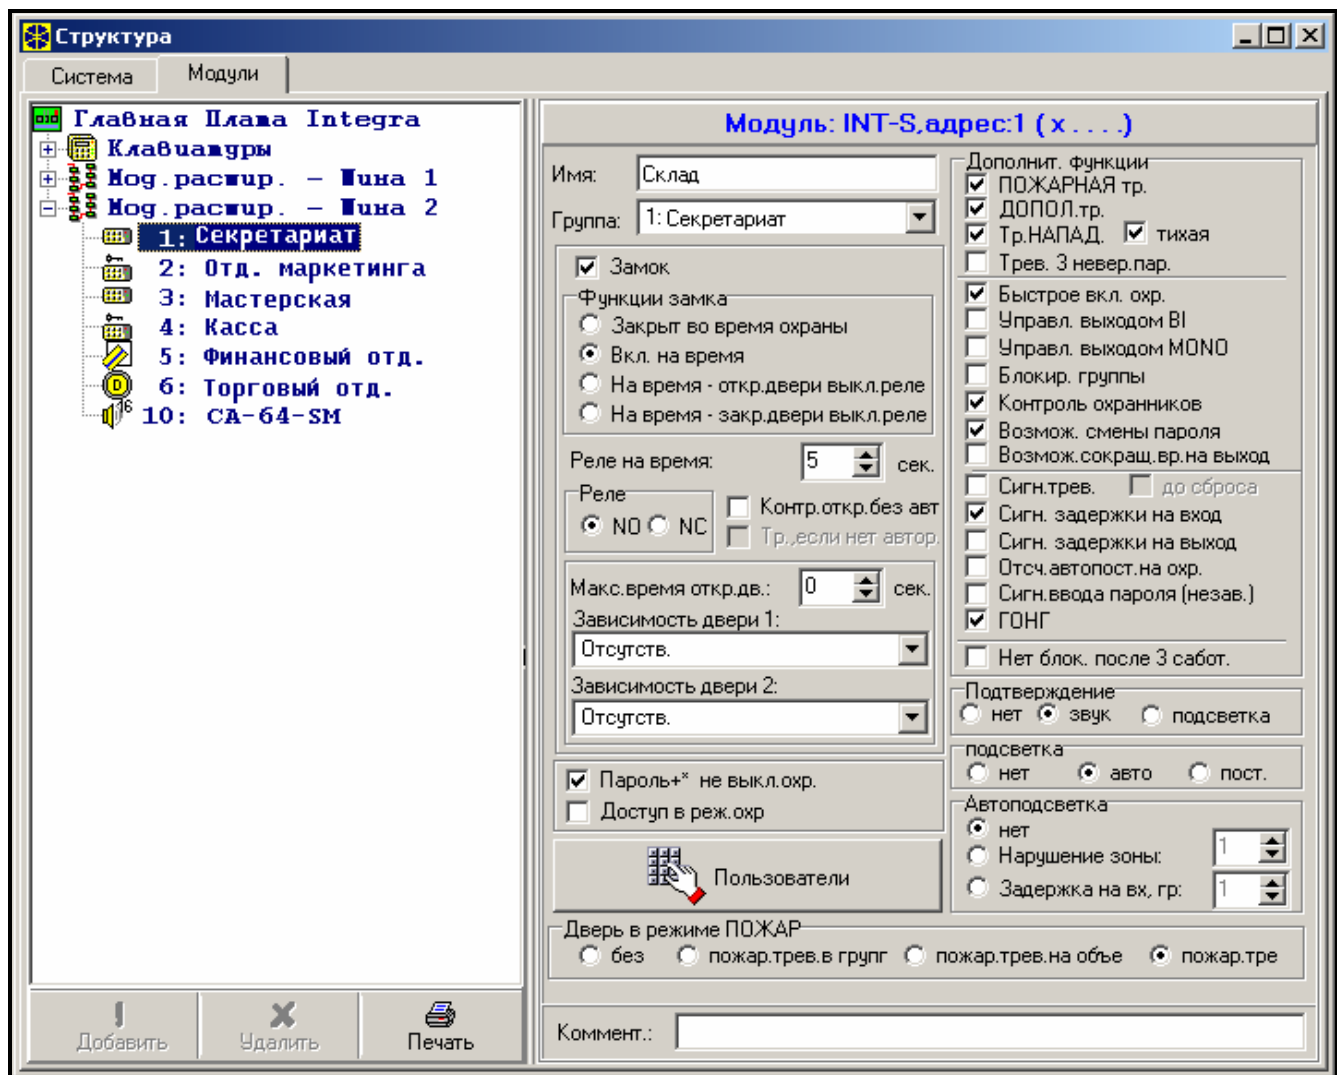 Структура
Система Модули
Главная Плата Integra
Клавиатуры
Мод.расшир. - Шина 1
Мод.расшир. - Шина 2
1: Секретариат
2: Отд. маркетинга
3: Мастерская
4: Касса
5: Финансовый отд.
6: Торговый отд.
16
10: CA-64-SM
Добавить Удалить Печать
Модуль: INT-S,адрес:1 ( x . . . . )
Имя: Склад
Группа: 1: Секретариат
Замок
Функции замка
Закрыт во время охраны
Вкл. на время
На время - откр.двери выкл.реле
На время - закр.двери выкл.реле
Реле на время: 5 сек.
Реле
NO NC
Контр.откр.без авт
Тр.,если нет автор.
Макс.время откр.дв.: 0 сек.
Зависимость двери 1:
Отсутств.
Зависимость двери 2:
Отсутств.
Пароль+* не выкл.охр.
Доступ в реж.охр
Пользователи
Дополнит. функции
ПОЖАРНАЯ тр.
ДОПОЛ.тр.
Тр.НАПАД. тихая
Трев. 3 невер.пар.
Быстрое вкл. охр.
Управл. выходом BI
Управл. выходом MONO
Блокир. группы
Контроль охранников
Возмож. смены пароля
Возмож.сокращ.вр.на выход
Сигн.трев. до сброса
Сигн. задержки на вход
Сигн. задержки на выход
Отсч.автопост.на охр.
Сигн.ввода пароля (незав.)
ГОНГ
Нет блок. после 3 сабот.
Подтверждение
нет звук подсветка
подсветка
нет авто пост.
Автоподсветка
нет
Нарушение зоны: 1
Задержка на вх, гр: 1
Дверь в режиме ПОЖАР
без пожар.трев.в групг пожар.трев.на объе пожар.тре
Коммент.: